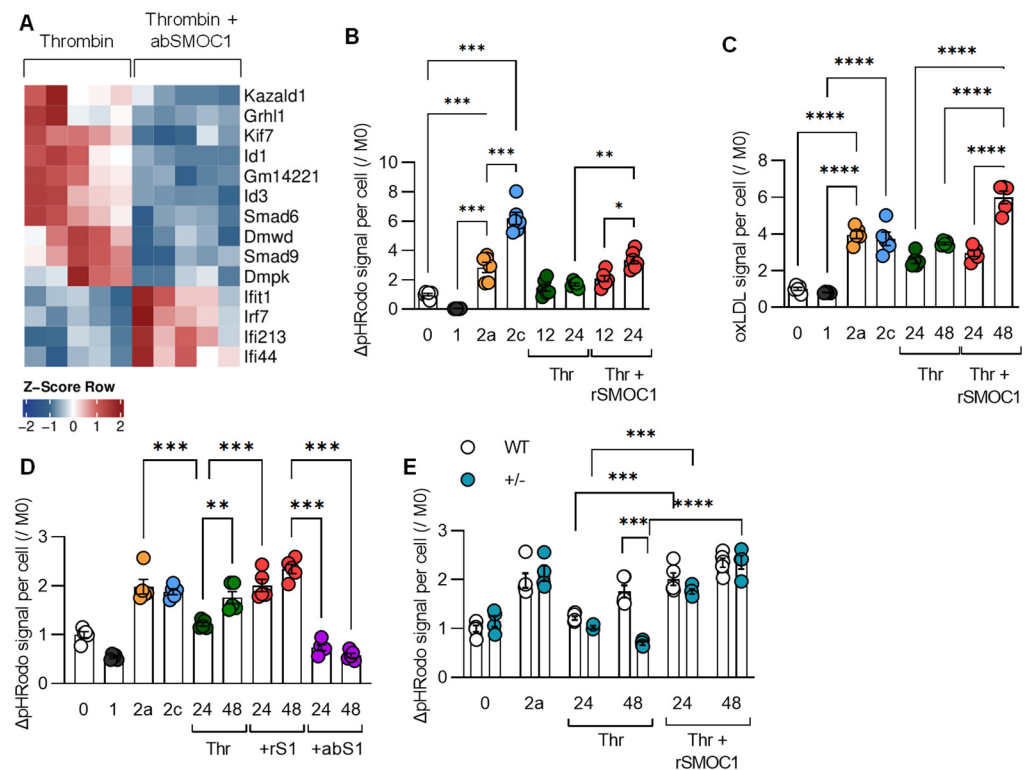 A
Thrombin
Thrombin +
abSMOC1
Kazald1
Grhl1
Kif7
Id1
Gm14221
Id3
Smad6
Dmwd
Smad9
Dmpk
Ifit1
Irf7
Ifi213
Ifi44
Z−Score Row
−2 −1 0 1 2
B
ΔpHRodo signal per cell (/ M0)
10
8
6
4
2
0
***
***
***
***
**
*
0 1 2a 2c 12 24 12 24
Thr
Thr +
rSMOC1
C
oxLDL signal per cell (/ M0)
8
6
4
2
0
****
****
****
****
****
****
0 1 2a 2c 24 48 24 48
Thr
Thr +
rSMOC1
D
ΔpHRodo signal per cell (/ M0)
3
2
1
0
*** *** ***
** ***
0 1 2a 2c 24 48 24 48 24 48
Thr +rS1 +abS1
E
WT
+/-
ΔpHRodo signal per cell (/ M0)
3
2
1
0
***
***
****
***
0 2a 24 48 24 48
Thr
Thr +
rSMOC1